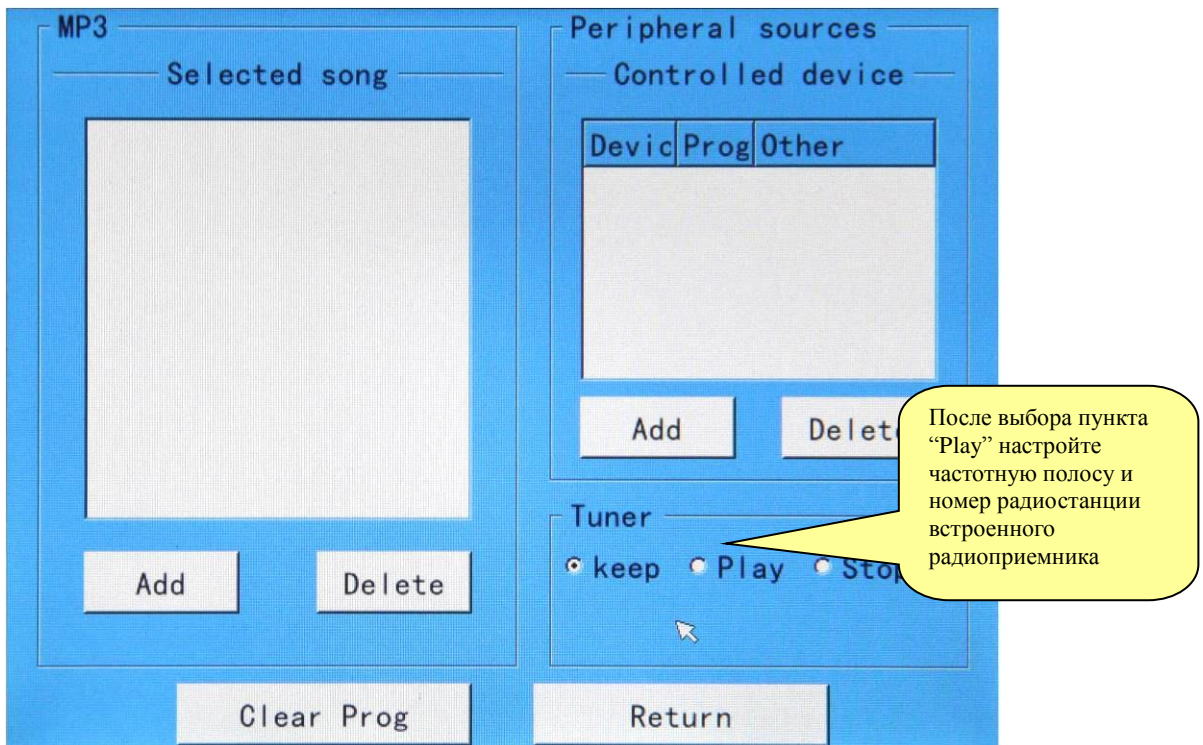 MP3
Selected song
Add
Delete
Peripheral sources
Controlled device
Devic Prog Other
Add
Delet
Tuner
keep Play Stop
После выбора пункта
“Play” настройте
частотную полосу и
номер радиостанции
встроенного
радиоприемника
Clear Prog
Return